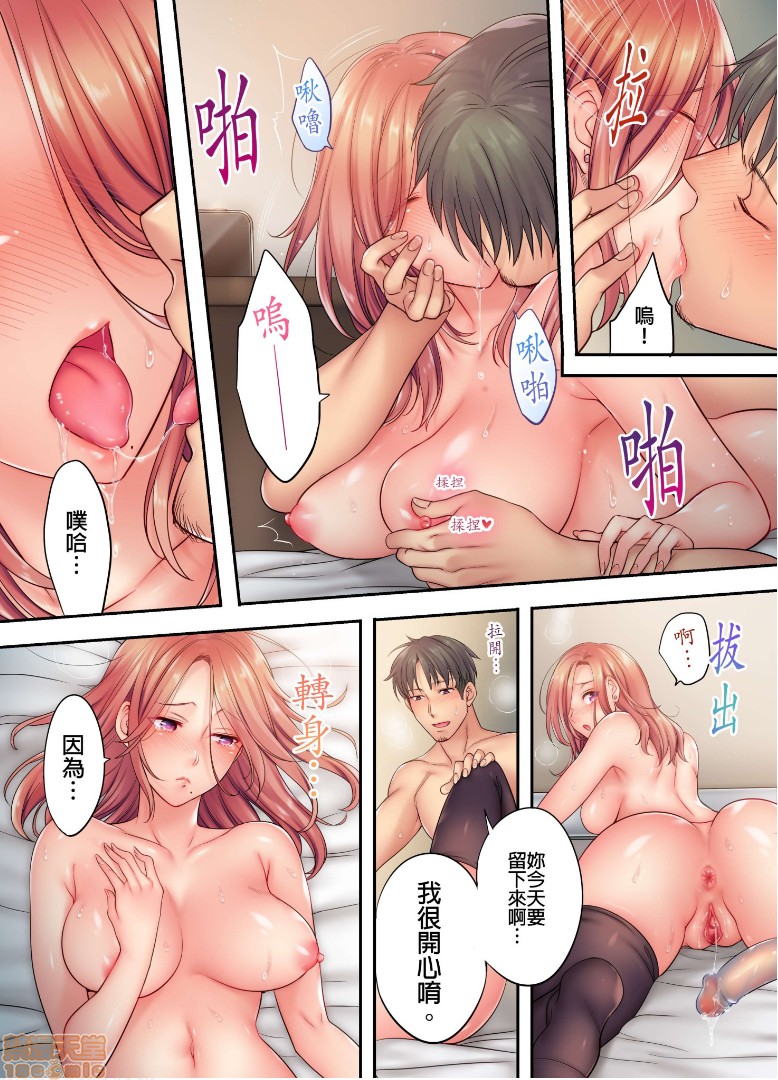 拉
嗚！
啪
啾嚕
啾啪
啪
嗚——
揉捏
揉捏♥
噗哈…
拔出
啊…
妳今天要
留下來啊…
拉開…
我很開心唷。
轉身…
因為…